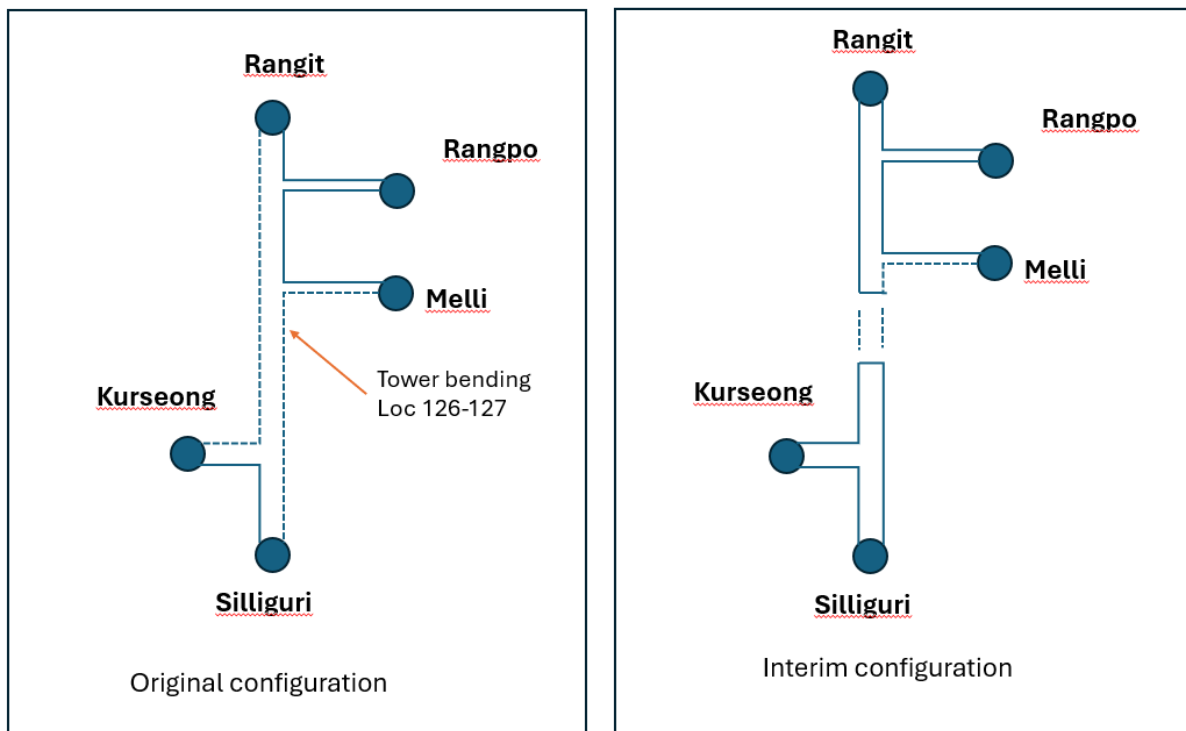 Rangit
Rangpo
Melli
Tower bending
Loc 126-127
Kurseong
Silliguri
Original configuration
Rangit
Rangpo
Melli
Kurseong
Silliguri
Interim configuration